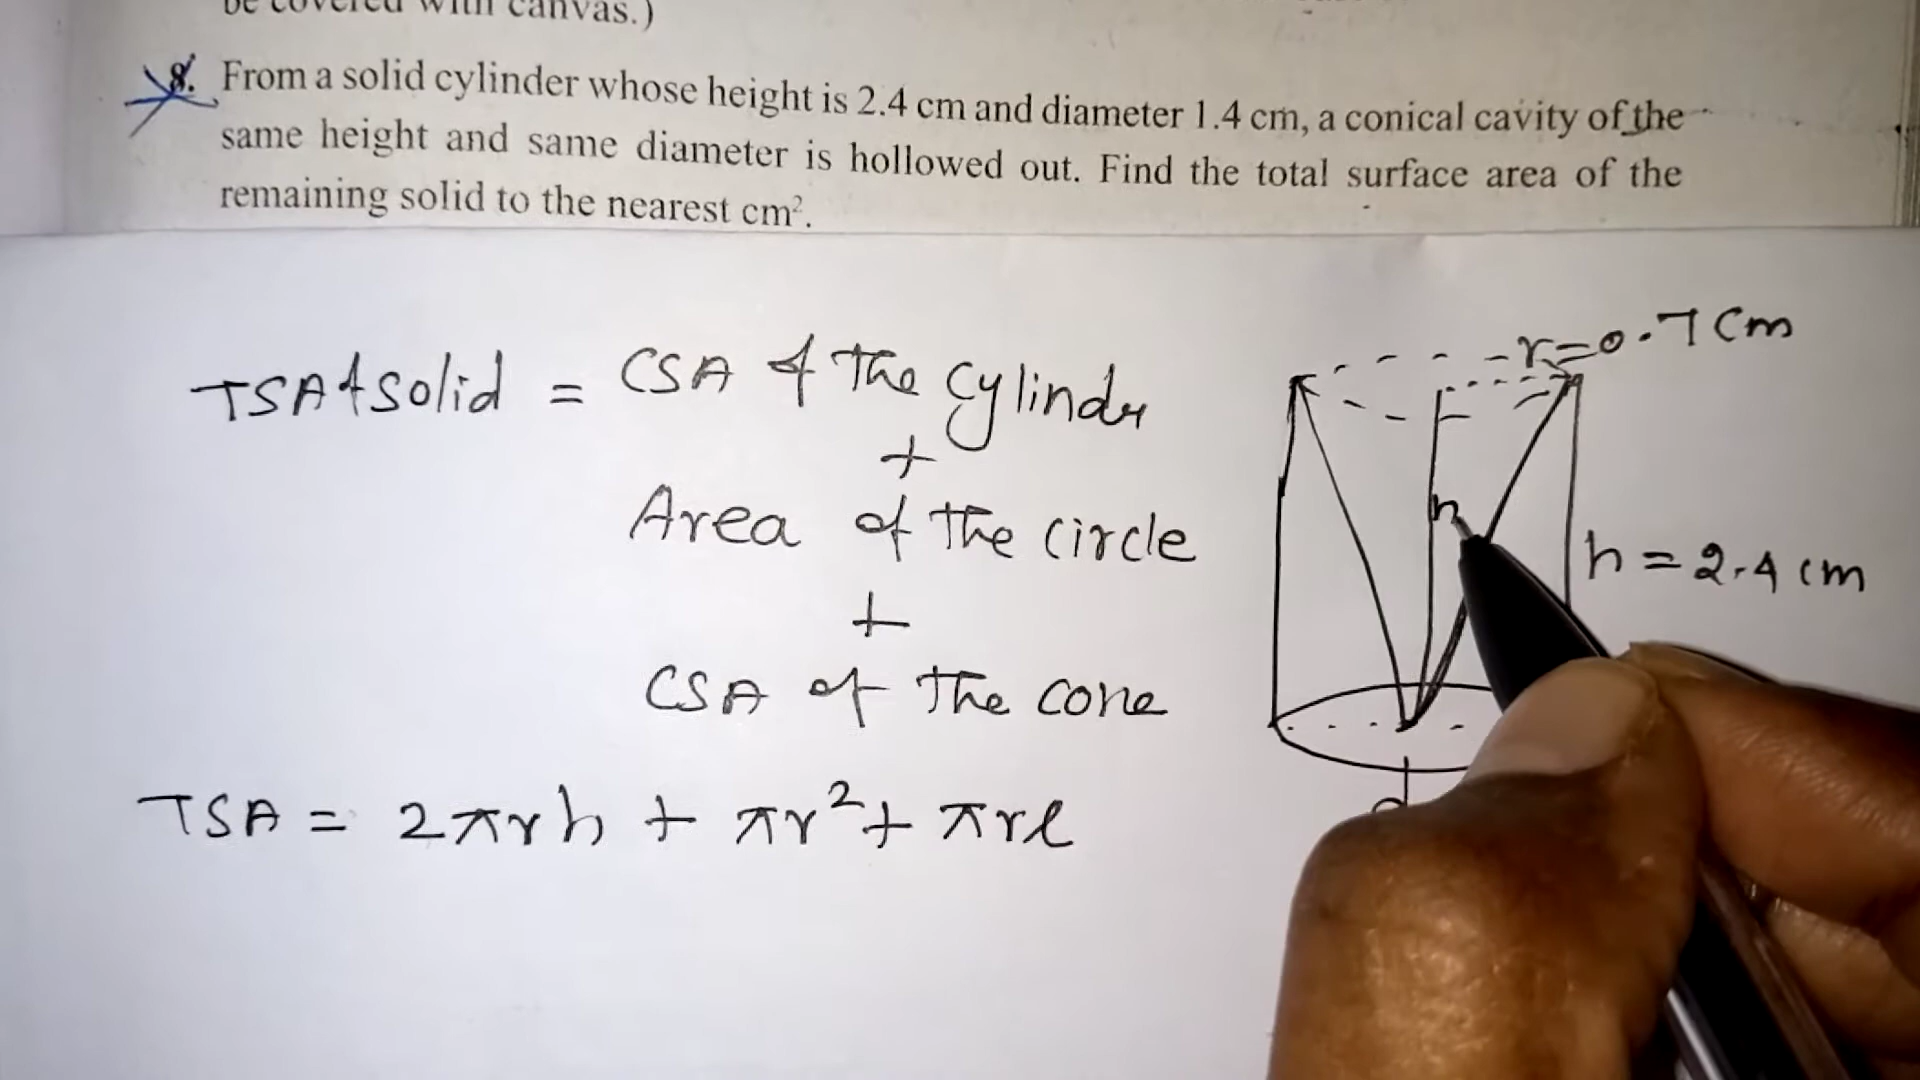 be covered with canvas.)
8. From a solid cylinder whose height is 2.4 cm and diameter 1.4 cm, a conical cavity of the
same height and same diameter is hollowed out. Find the total surface area of the
remaining solid to the nearest cm².
TSA of solid = CSA of the cylinder
+
Area of the circle
+
CSA of the cone
TSA = 2πrh + πr² + πrl
r=0.7 cm
h
h = 2.4 cm
d